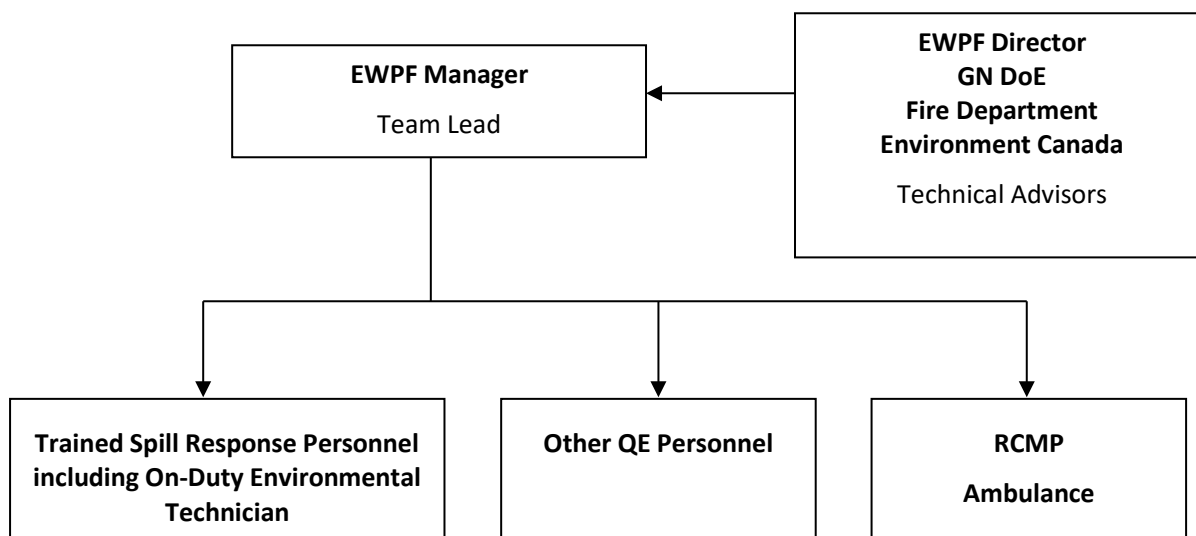 EWPF Manager
Team Lead
EWPF Director
GN DoE
Fire Department
Environment Canada
Technical Advisors
Trained Spill Response Personnel
including On-Duty Environmental
Technician
Other QE Personnel
RCMP
Ambulance